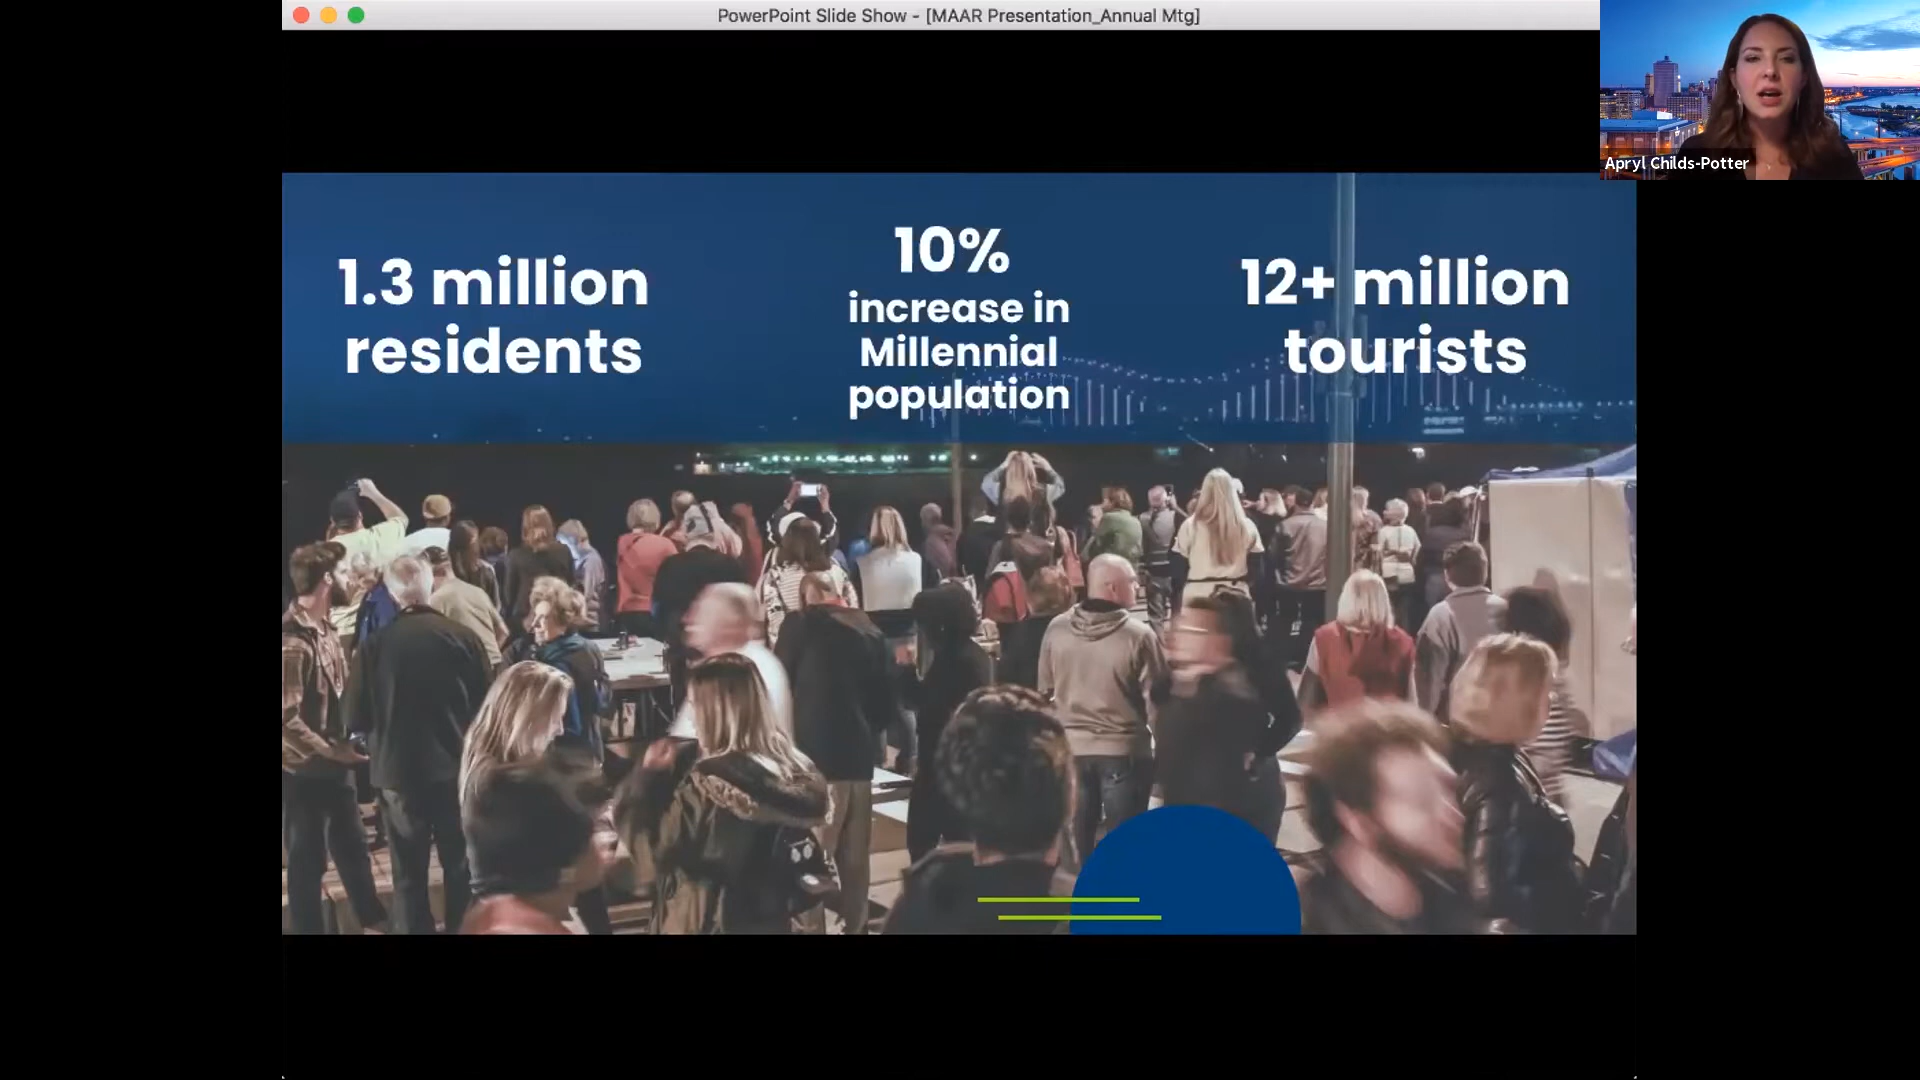 PowerPoint Slide Show - [MAAR Presentation_Annual Mtg]
Apryl Childs-Potter
1.3 million
residents
10%
increase in
Millennial
population
12+ million
tourists